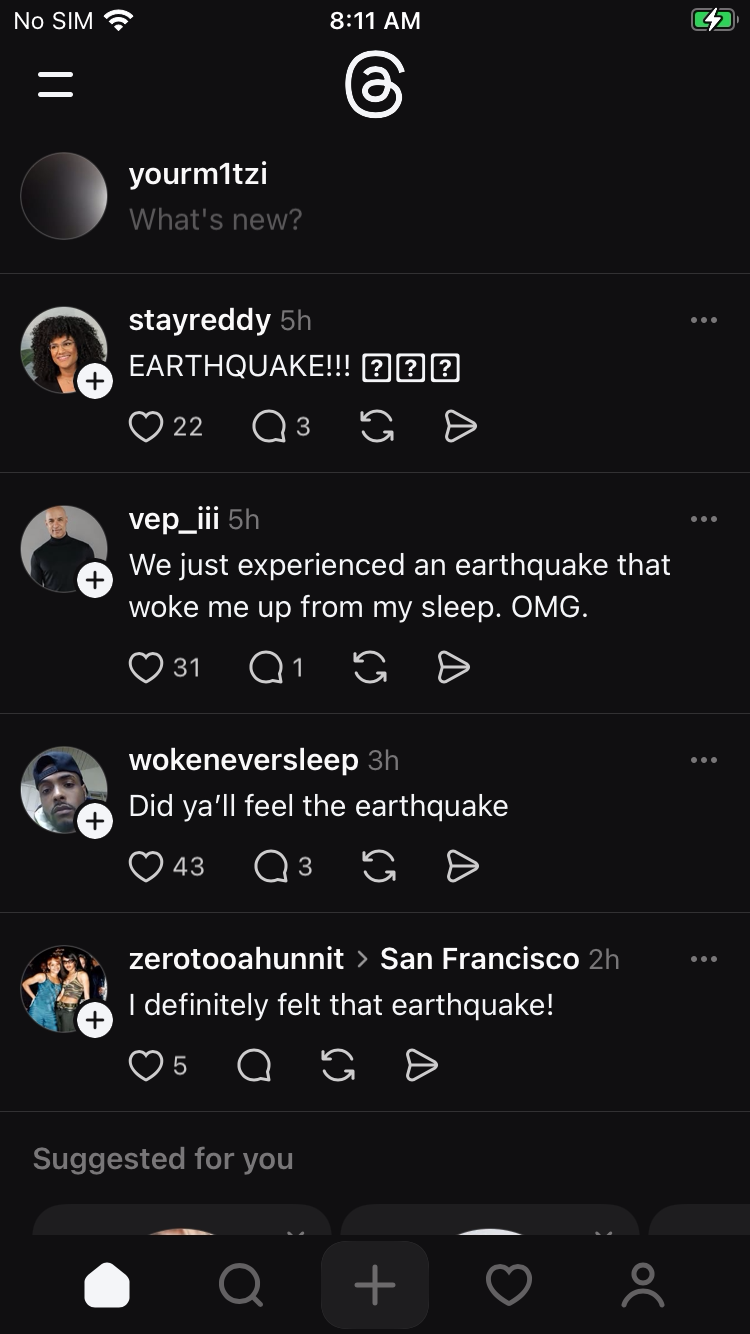 No SIM 8:11 AM
yourm1tzi
What's new?
stayreddy 5h
EARTHQUAKE!!! ⍰⍰⍰
22 3
vep_iii 5h
We just experienced an earthquake that
woke me up from my sleep. OMG.
31 1
wokeneversleep 3h
Did ya’ll feel the earthquake
43 3
zerotooahunnit > San Francisco 2h
I definitely felt that earthquake!
5
Suggested for you